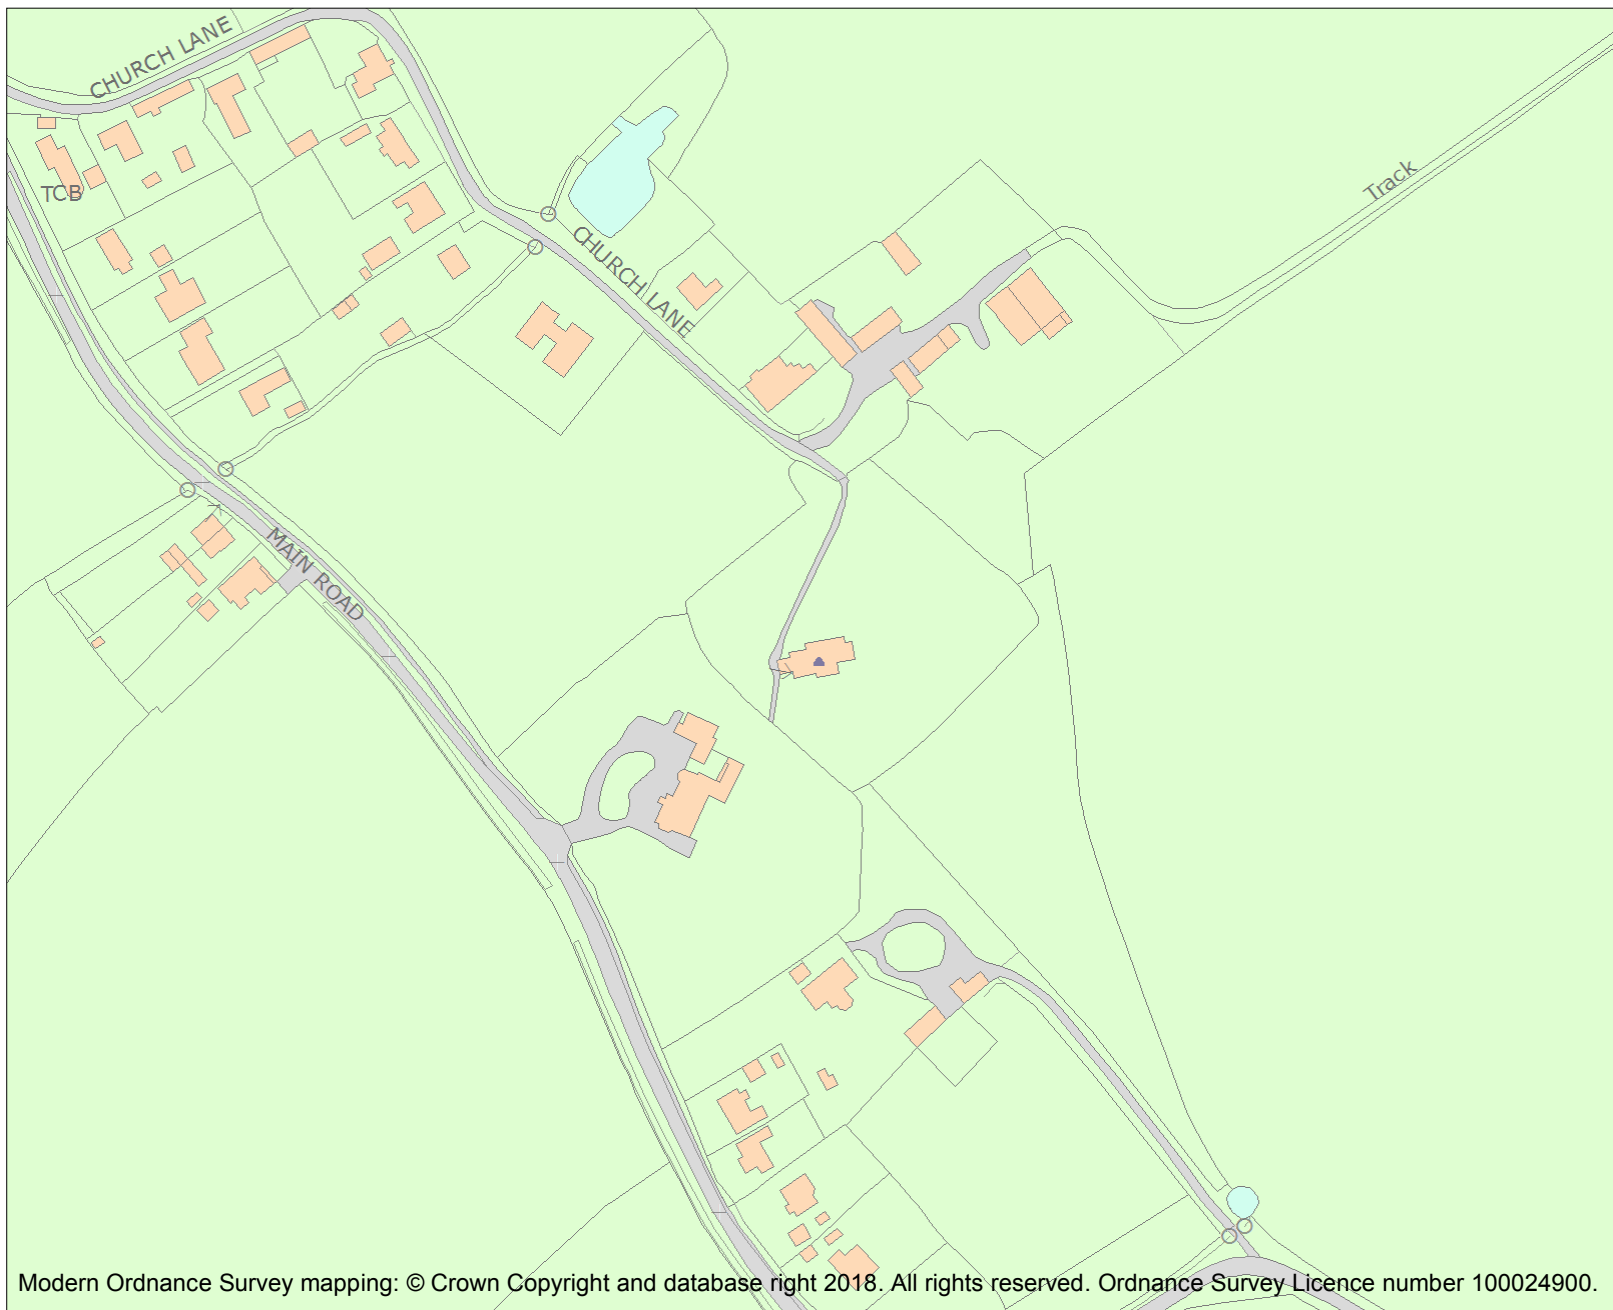 CHURCH LANE
Track
TCB
CHURCH LANE
MAIN ROAD
Modern Ordnance Survey mapping: © Crown Copyright and database right 2018. All rights reserved. Ordnance Survey Licence number 100024900.